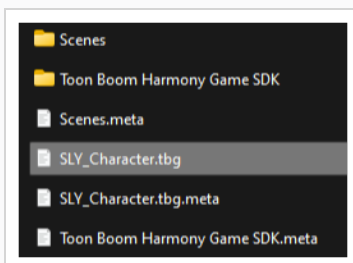 Scenes
Toon Boom Harmony Game SDK
Scenes.meta
SLY_Character.tbg
SLY_Character.tbg.meta
Toon Boom Harmony Game SDK.meta